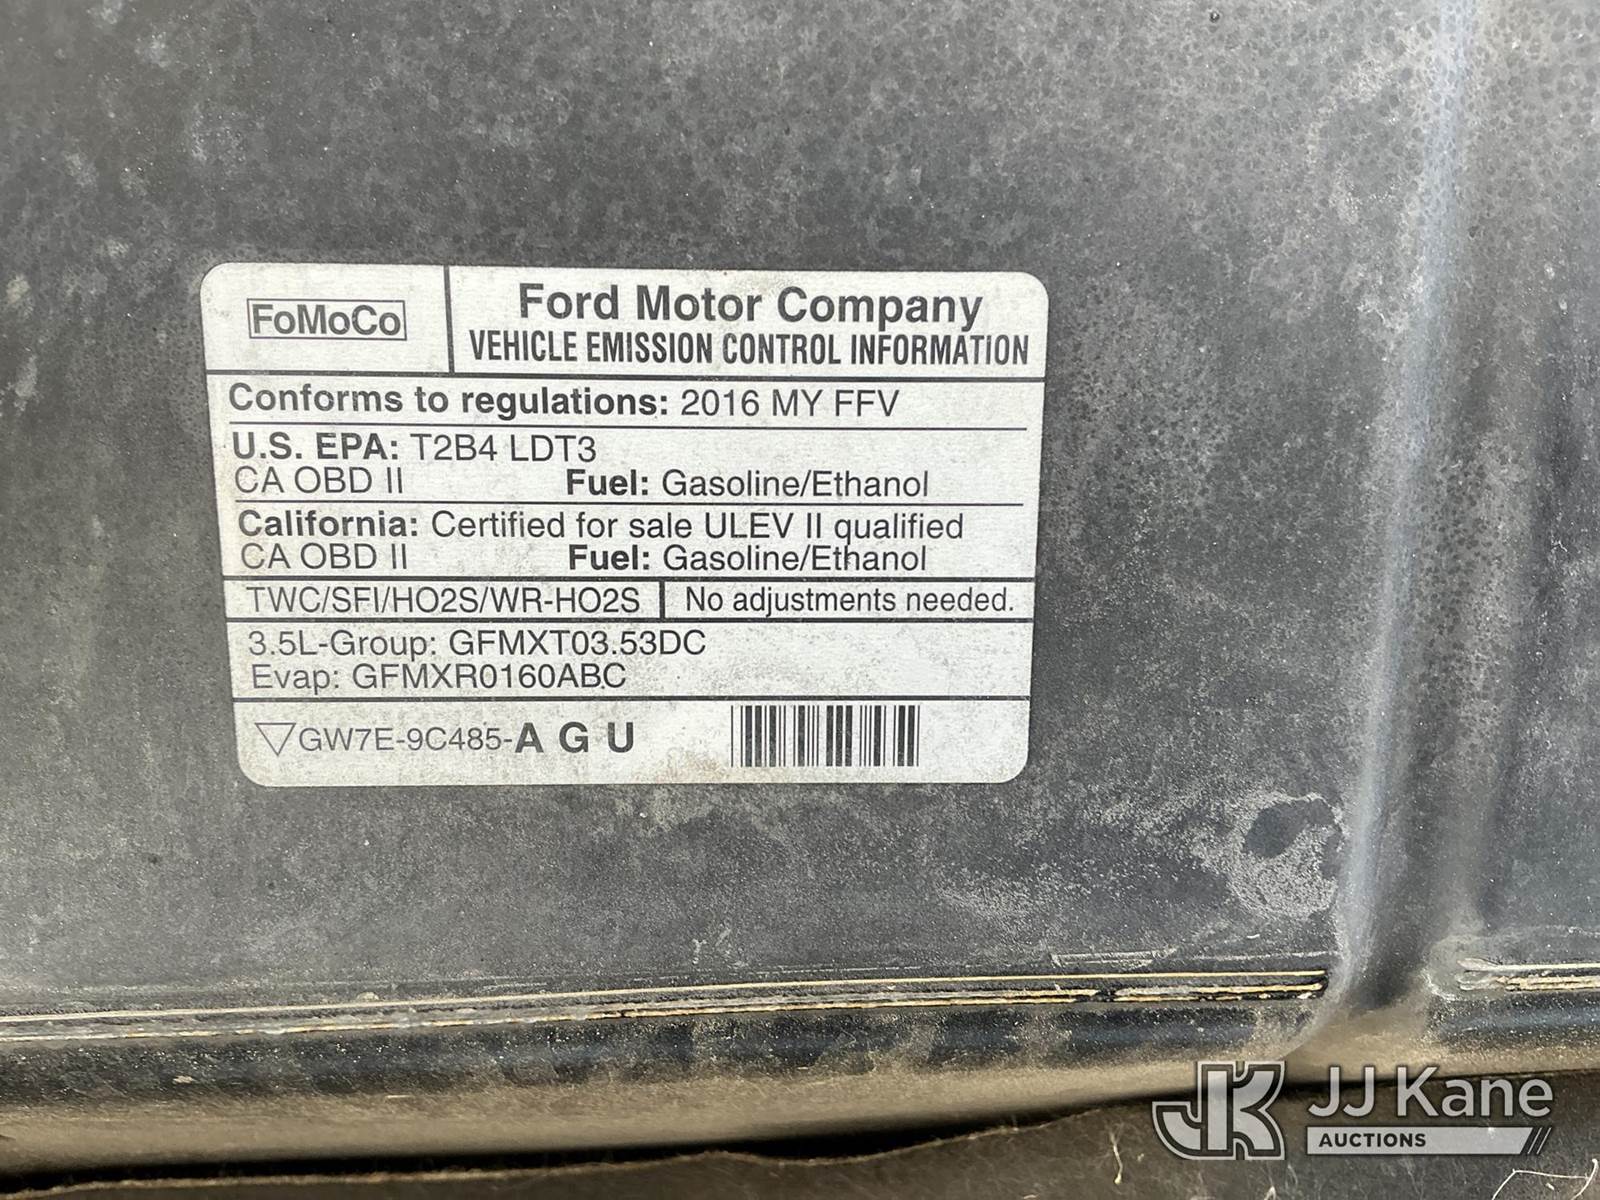 FoMoCo
Ford Motor Company
VEHICLE EMISSION CONTROL INFORMATION
Conforms to regulations: 2016 MY FFV
U.S. EPA: T2B4 LDT3
CA OBD II Fuel: Gasoline/Ethanol
California: Certified for sale ULEV II qualified
CA OBD II Fuel: Gasoline/Ethanol
TWC/SFI/HO2S/WR-HO2S No adjustments needed.
3.5L-Group: GFMXT03.53DC
Evap: GFMXR0160ABC
GW7E-9C485-A G U
JK JJ Kane
AUCTIONS